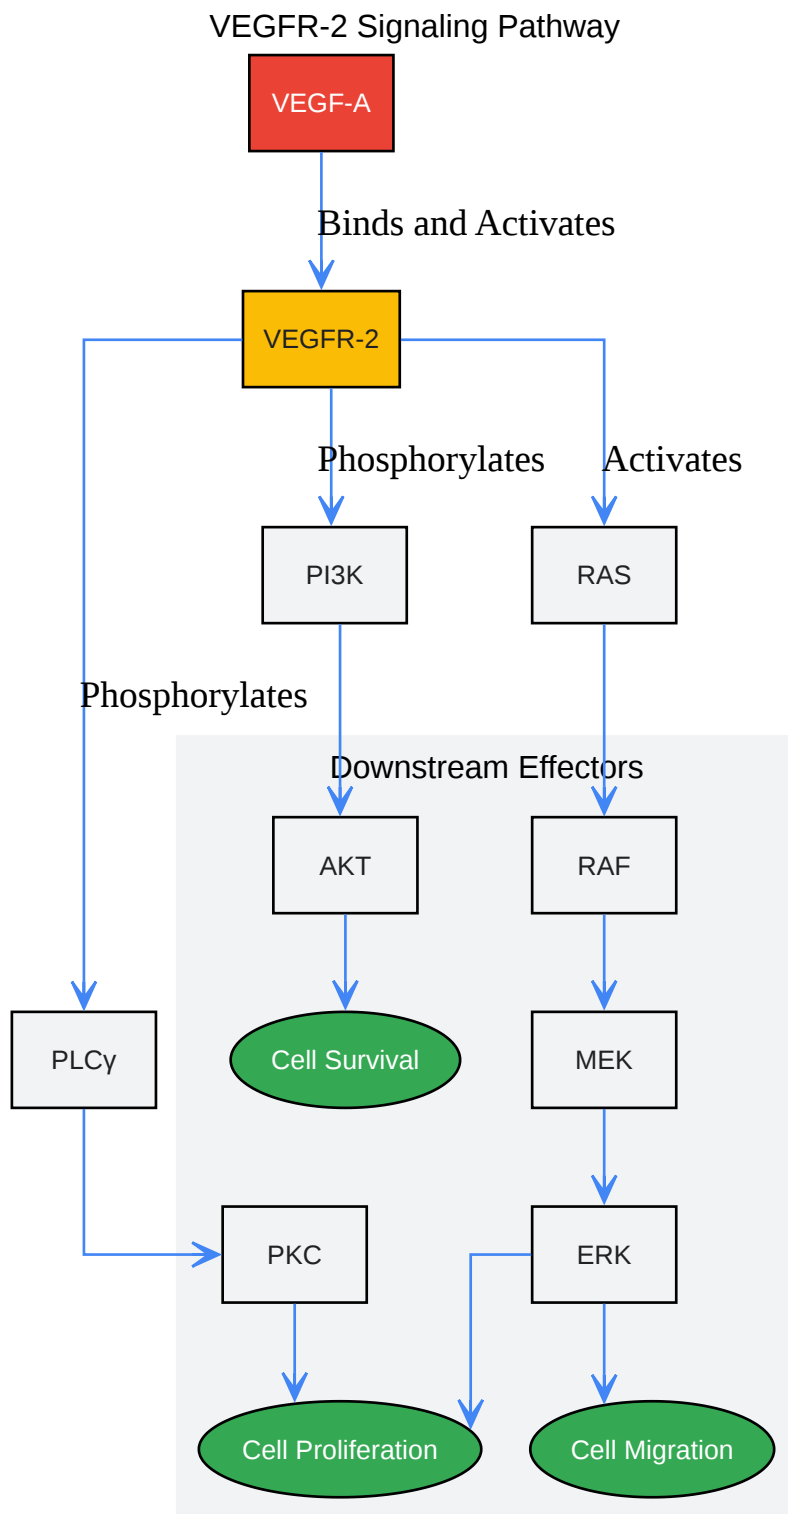 VEGFR-2 Signaling Pathway
VEGF-A
Binds and Activates
VEGFR-2
Phosphorylates
Activates
PI3K
RAS
Phosphorylates
Downstream Effectors
AKT
RAF
PLCγ
Cell Survival
MEK
PKC
ERK
Cell Proliferation
Cell Migration